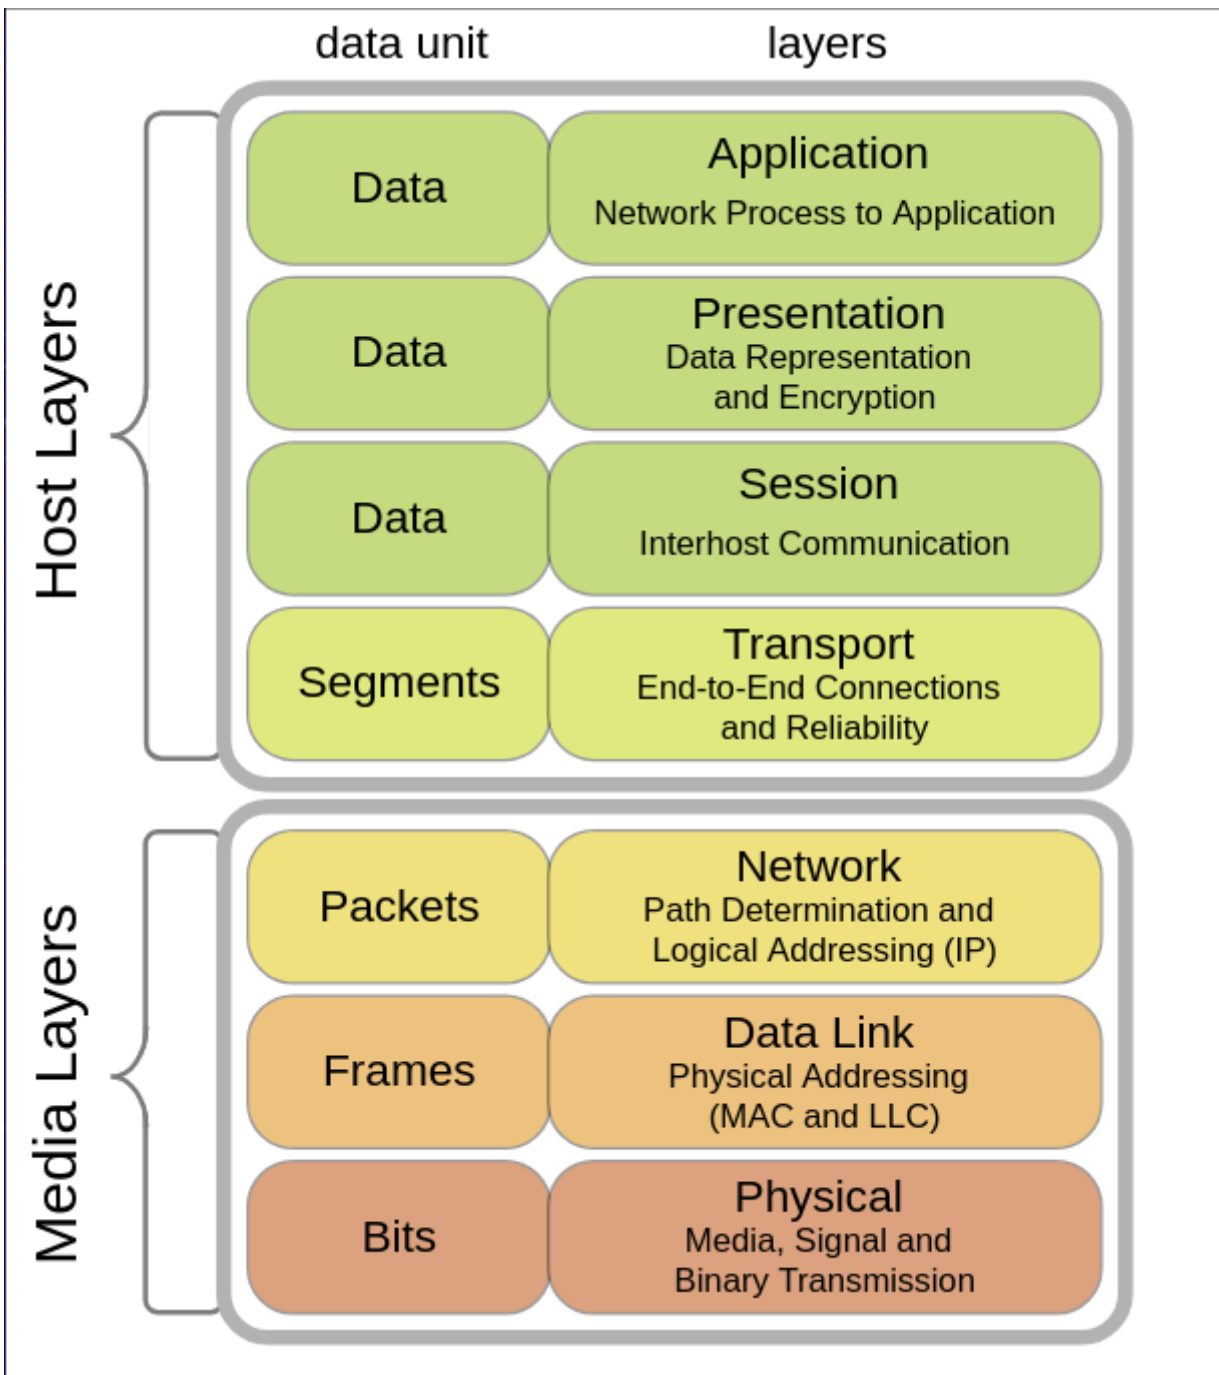 data unit
layers
Host Layers
Data
Application
Network Process to Application
Data
Presentation
Data Representation
and Encryption
Data
Session
Interhost Communication
Segments
Transport
End-to-End Connections
and Reliability
Media Layers
Packets
Network
Path Determination and
Logical Addressing (IP)
Frames
Data Link
Physical Addressing
(MAC and LLC)
Bits
Physical
Media, Signal and
Binary Transmission